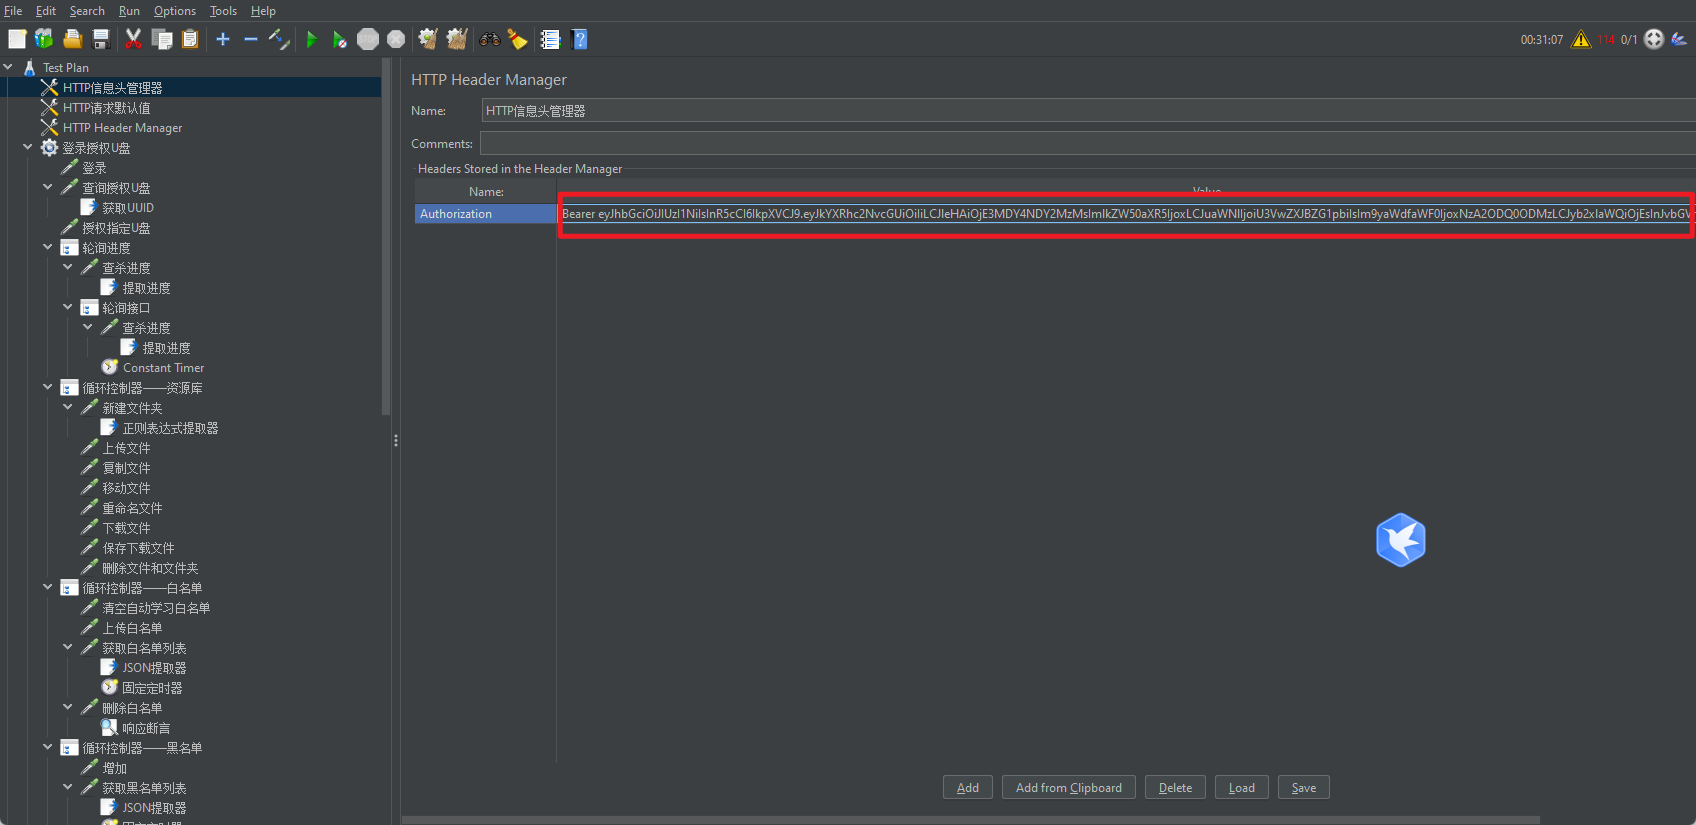 File Edit Search Run Options Tools Help
00:31:07 114 0/1
Test Plan
HTTP信息头管理器
HTTP请求默认值
HTTP Header Manager
登录授权U盘
登录
查询授权U盘
获取UUID
授权指定U盘
轮询进度
查杀进度
提取进度
轮询接口
查杀进度
提取进度
Constant Timer
循环控制器——资源库
新建文件夹
正则表达式提取器
上传文件
复制文件
移动文件
重命名文件
下载文件
保存下载文件
删除文件和文件夹
循环控制器——白名单
清空自动学习白名单
上传白名单
获取白名单列表
JSON提取器
固定定时器
删除白名单
响应断言
循环控制器——黑名单
增加
获取黑名单列表
JSON提取器
固定定时器
HTTP Header Manager
Name: HTTP信息头管理器
Comments:
Headers Stored in the Header Manager
Name: Value
Authorization Bearer
Add Add from Clipboard Delete Load Save